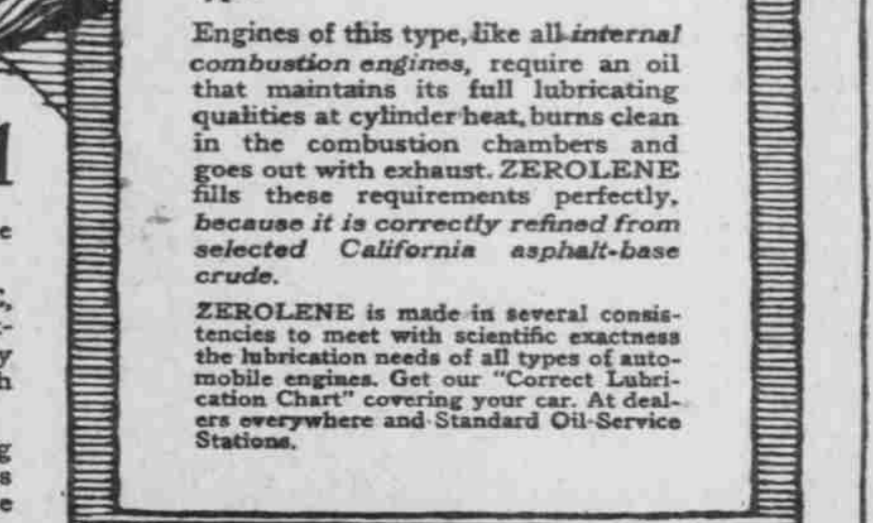 Engines of this type, like all internal
combustion engines, require an oil
that maintains its full lubricating
qualities at cylinder heat, burns clean
in the combustion chambers and
goes out with exhaust. ZEROLENE
fills these requirements perfectly,
because it is correctly refined from
selected California asphalt-base
crude.
ZEROLENE is made in several consis-
tencies to meet with scientific exactness
the lubrication needs of all types of auto-
mobile engines. Get our "Correct Lubri-
cation Chart" covering your car. At deal-
ers everywhere and Standard Oil Service
Stations.